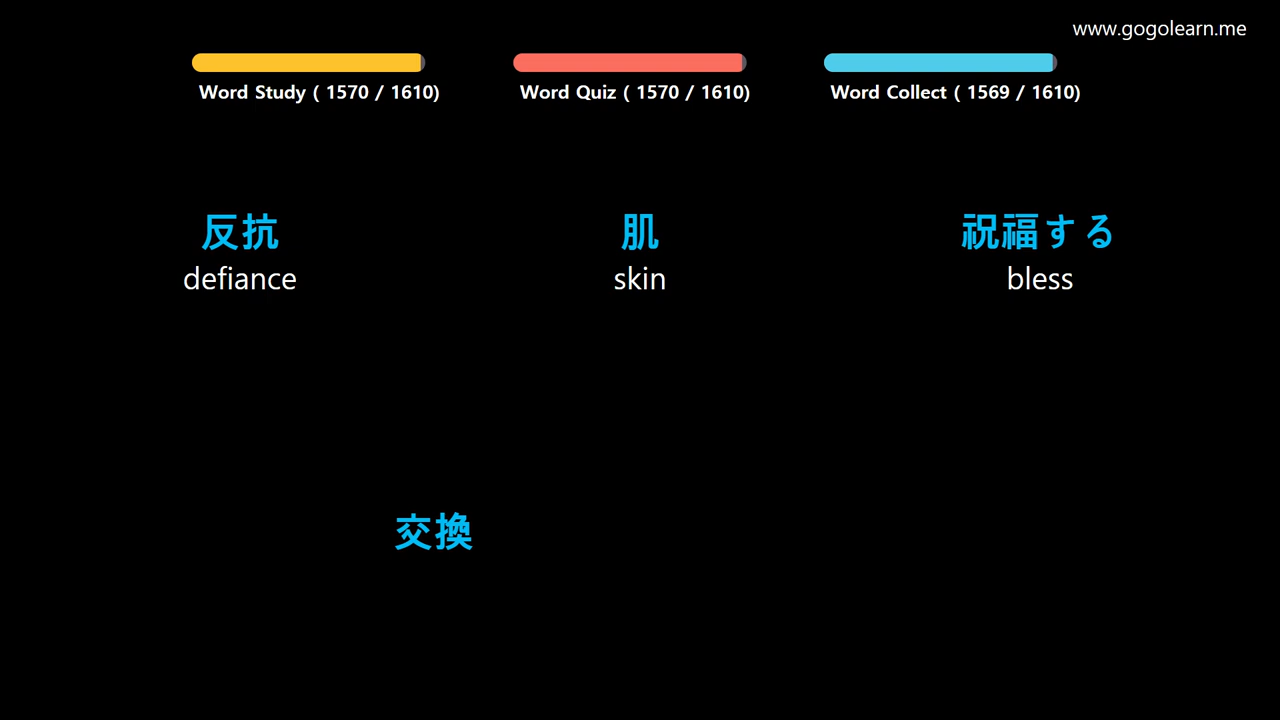 www.gogolearn.me
Word Study ( 1570 / 1610)
Word Quiz ( 1570 / 1610)
Word Collect ( 1569 / 1610)
反抗
defiance
肌
skin
祝福する
bless
交換